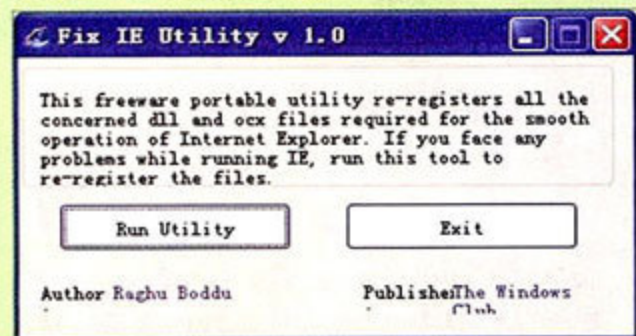 Fix IE Utility v 1.0
This freeware portable utility re-registers all the
concerned dll and ocx files required for the smooth
operation of Internet Explorer. If you face any
problems while running IE, run this tool to
re-register the files.
Run Utility
Exit
Author Raghu Boddu
Publishe The Windows
Club